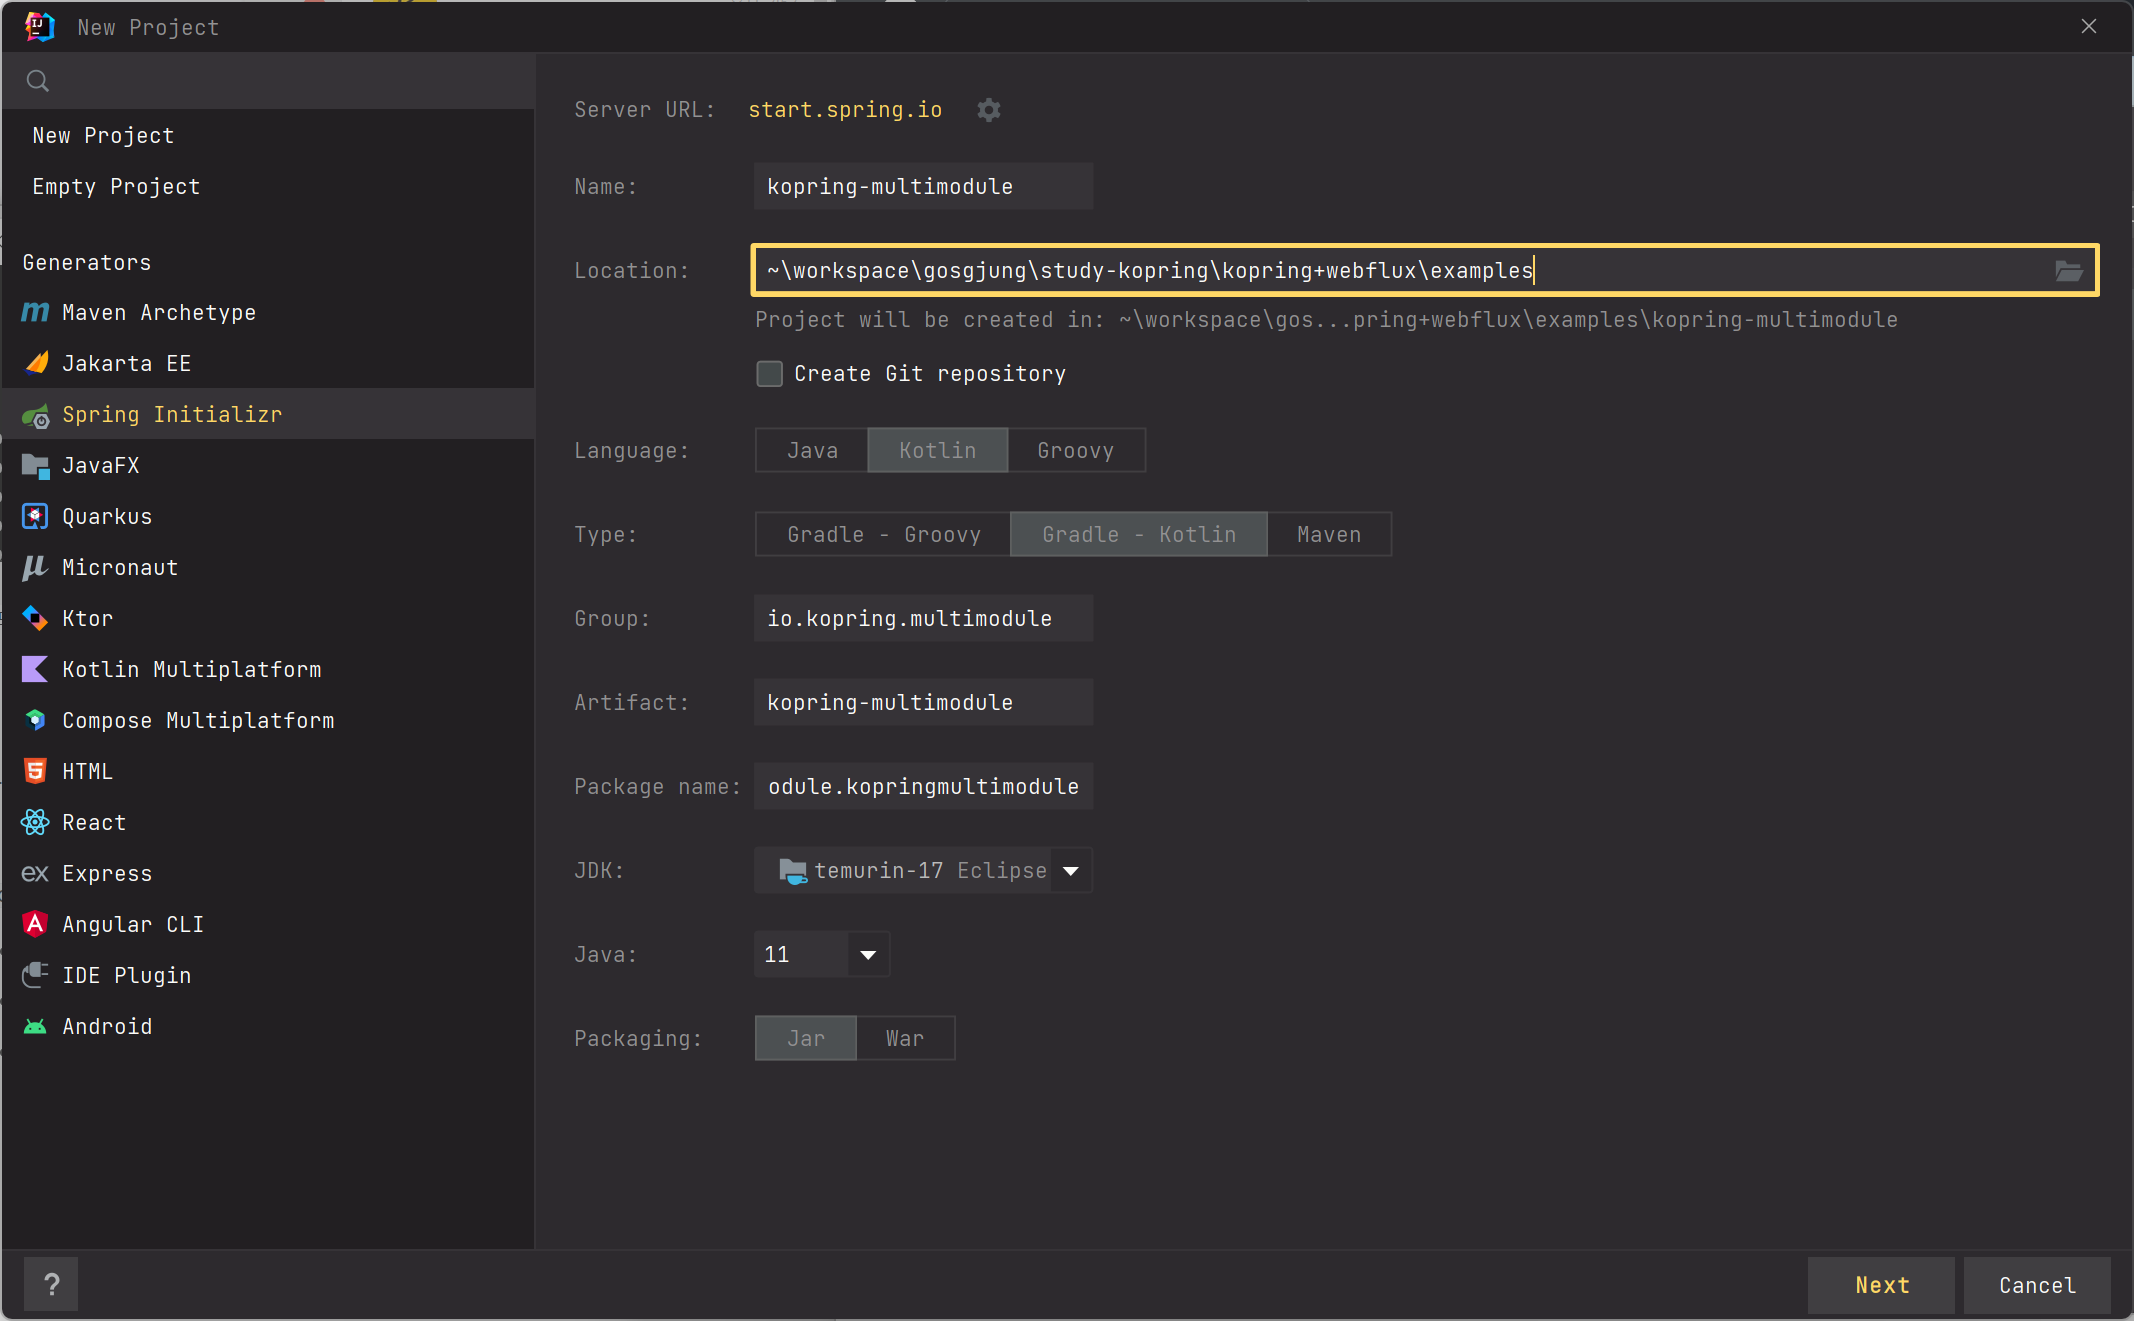 New Project
New Project
Empty Project
Generators
Maven Archetype
Jakarta EE
Spring Initializr
JavaFX
Quarkus
Micronaut
Ktor
Kotlin Multiplatform
Compose Multiplatform
HTML
React
Express
Angular CLI
IDE Plugin
Android
Server URL: start.spring.io
Name: kopring-multimodule
Location: ~\workspace\gosgjung\study-kopring\kopring+webflux\examples
Project will be created in: ~\workspace\gos...pring+webflux\examples\kopring-multimodule
Create Git repository
Language: Java Kotlin Groovy
Type: Gradle - Groovy Gradle - Kotlin Maven
Group: io.kopring.multimodule
Artifact: kopring-multimodule
Package name: odule.kopringmultimodule
JDK: temurin-17 Eclipse
Java: 11
Packaging: Jar War
? Next Cancel